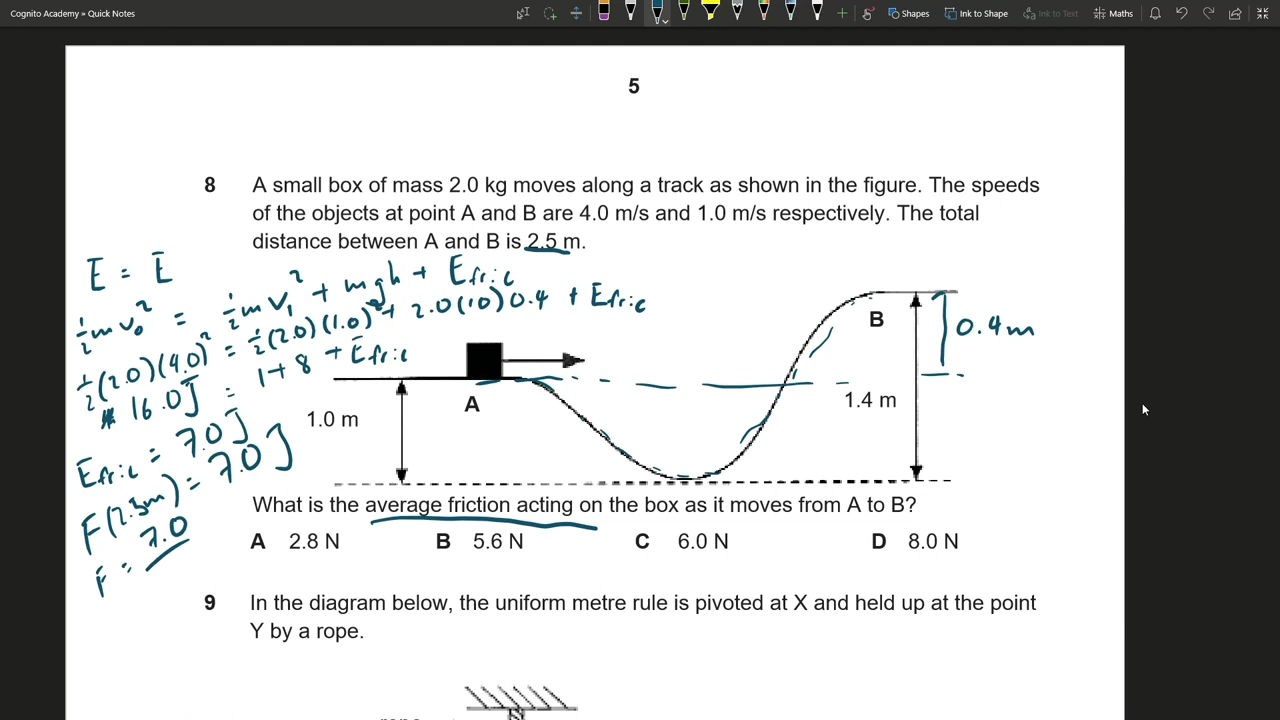 Cognito Academy » Quick Notes
Shapes
Ink to Shape
Ink to Text
Maths
5
8 A small box of mass 2.0 kg moves along a track as shown in the figure. The speeds
of the objects at point A and B are 4.0 m/s and 1.0 m/s respectively. The total
distance between A and B is 2.5 m.
E = E
½mv₀² = ½mv₁² + mgh + Efric
½(2.0)(4.0)² = ½(2.0)(1.0)² + 2.0(10)0.4 + Efric
16.0J = 1+8 + Efric
Efric = 7.0J
F(2.5m) = 7.0J
F = 7.0
A
B
1.0 m
1.4 m
0.4m
What is the average friction acting on the box as it moves from A to B?
A 2.8 N B 5.6 N C 6.0 N D 8.0 N
9 In the diagram below, the uniform metre rule is pivoted at X and held up at the point
Y by a rope.